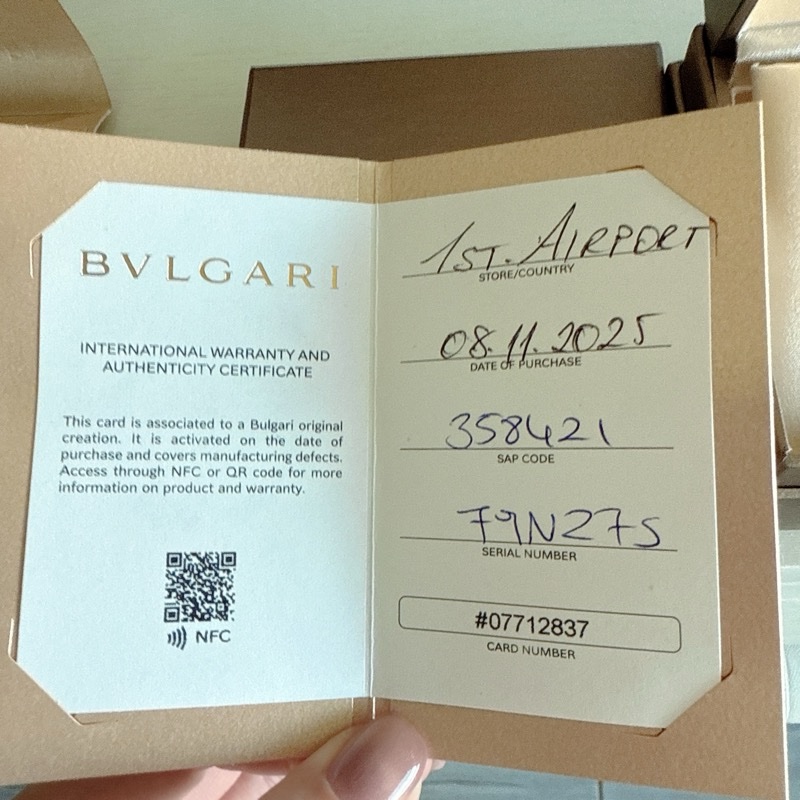 BVLGARI
INTERNATIONAL WARRANTY AND
AUTHENTICITY CERTIFICATE
This card is associated to a Bulgari original
creation. It is activated on the date of
purchase and covers manufacturing defects.
Access through NFC or QR code for more
information on product and warranty.
NFC
1ST. AIRPORT
STORE/COUNTRY
08.11.2025
DATE OF PURCHASE
358421
SAP CODE
79N27S
SERIAL NUMBER
#07712837
CARD NUMBER